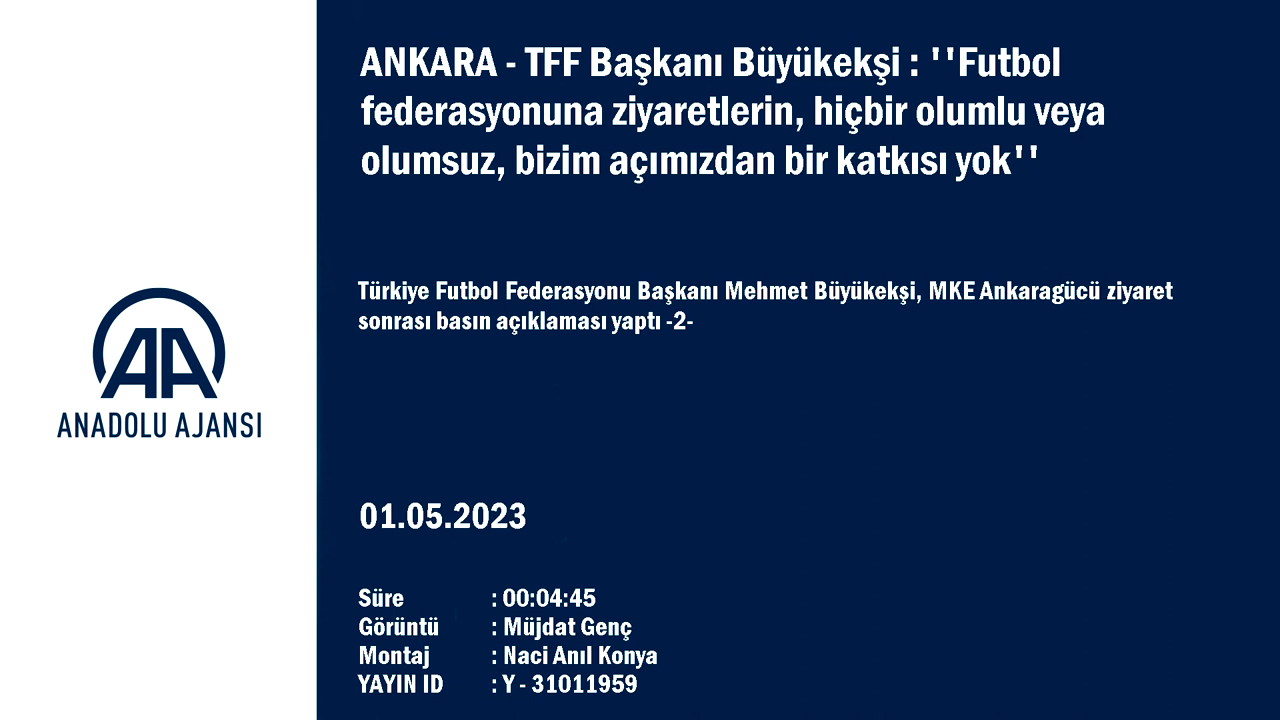 ANKARA - TFF Başkanı Büyükekşi : ''Futbol
federasyonuna ziyaretlerin, hiçbir olumlu veya
olumsuz, bizim açımızdan bir katkısı yok''
Türkiye Futbol Federasyonu Başkanı Mehmet Büyükekşi, MKE Ankaragücü ziyaret
sonrası basın açıklaması yaptı -2-
AA
ANADOLU AJANSI
01.05.2023
Süre : 00:04:45
Görüntü : Müjdat Genç
Montaj : Naci Anıl Konya
YAYIN ID : Y - 31011959